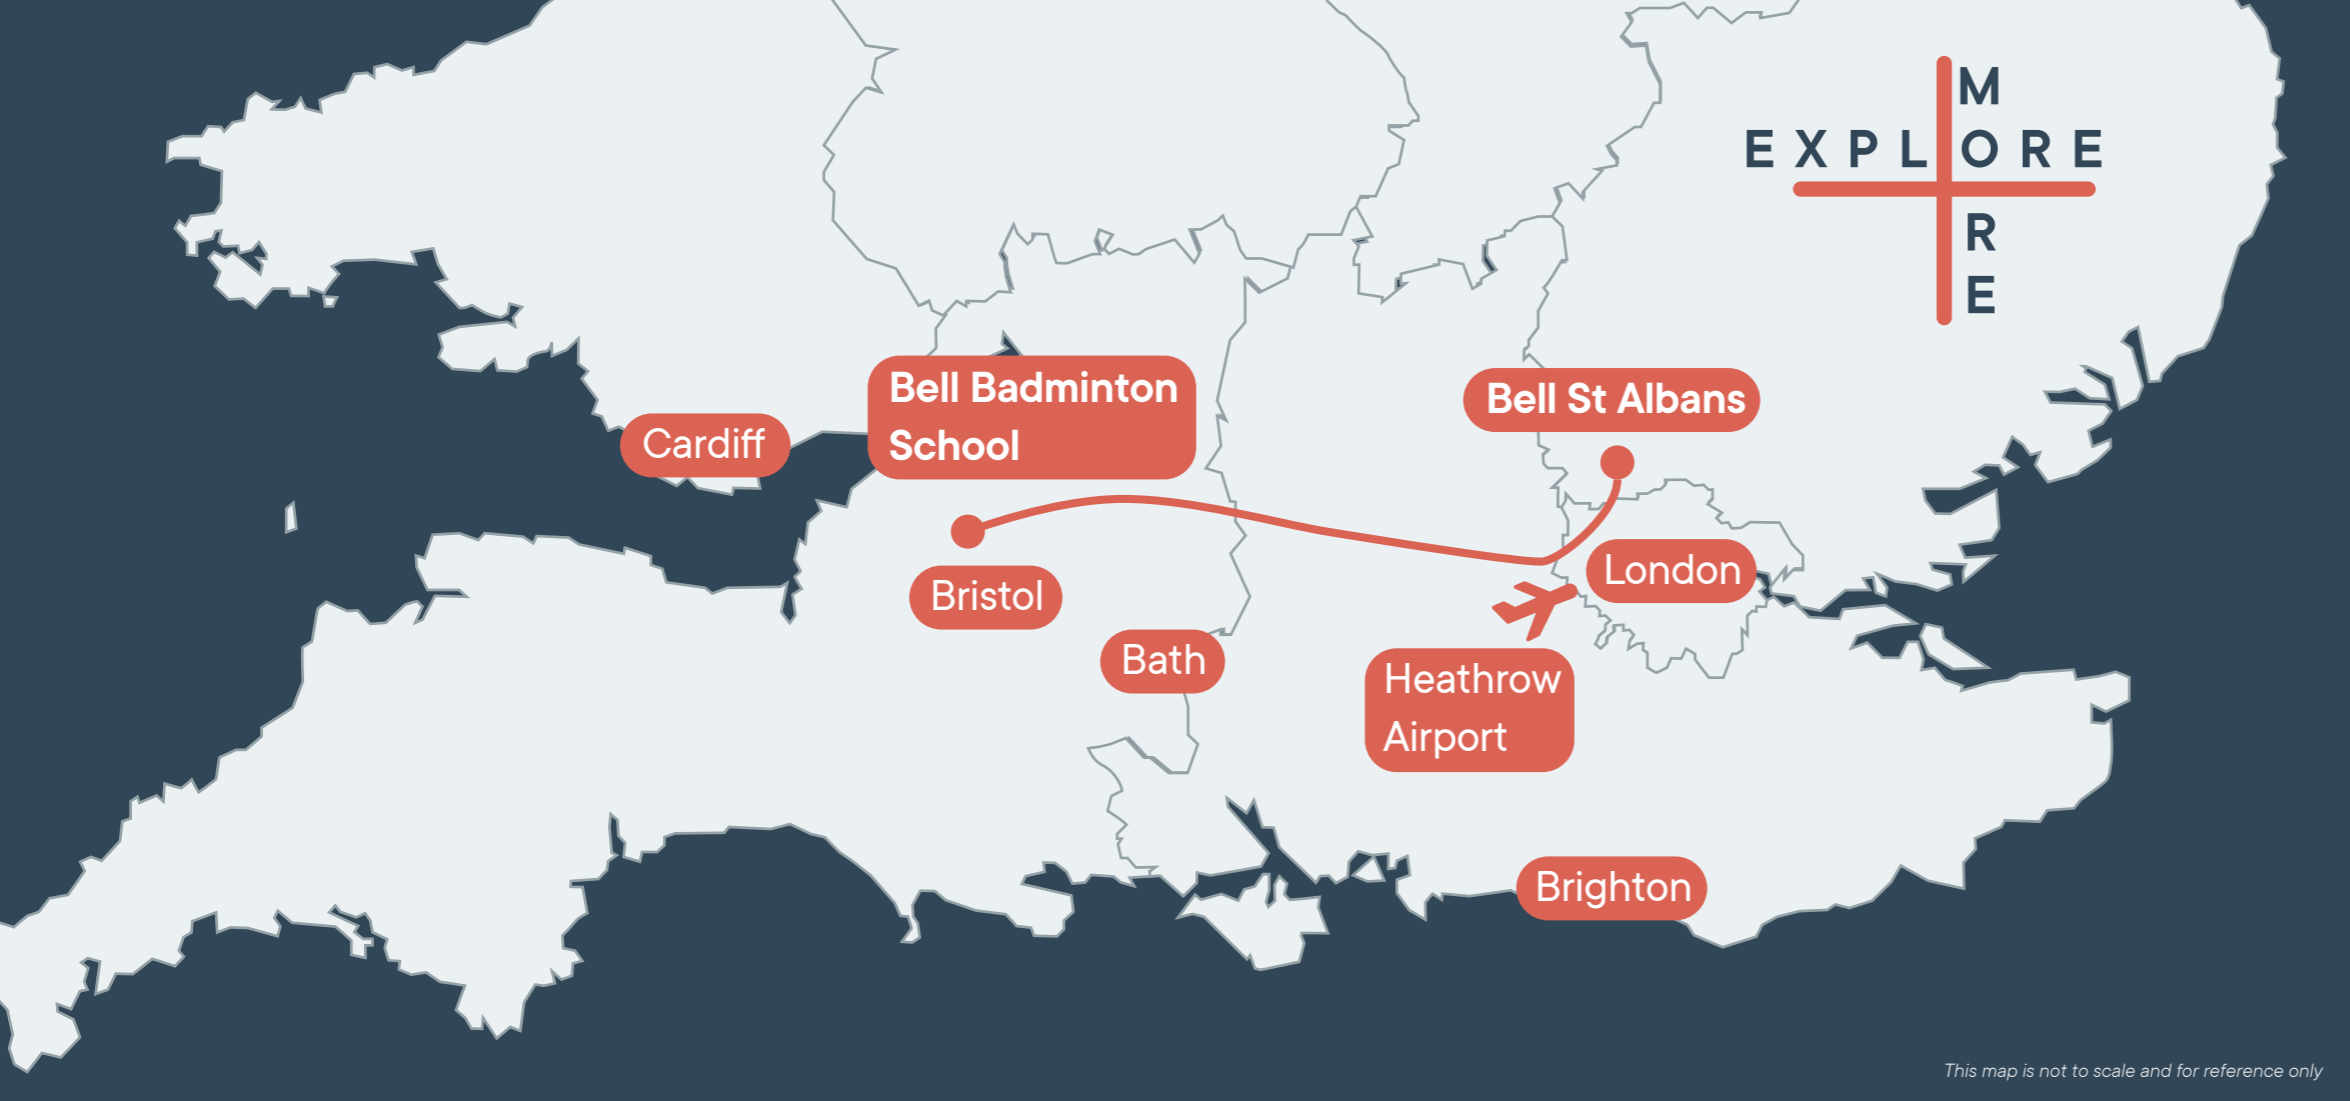 M
EXPLORE
R
E
Bell Badminton
School
Bell St Albans
Cardiff
London
Bristol
Bath
Heathrow
Airport
Brighton
This map is not to scale and for reference only